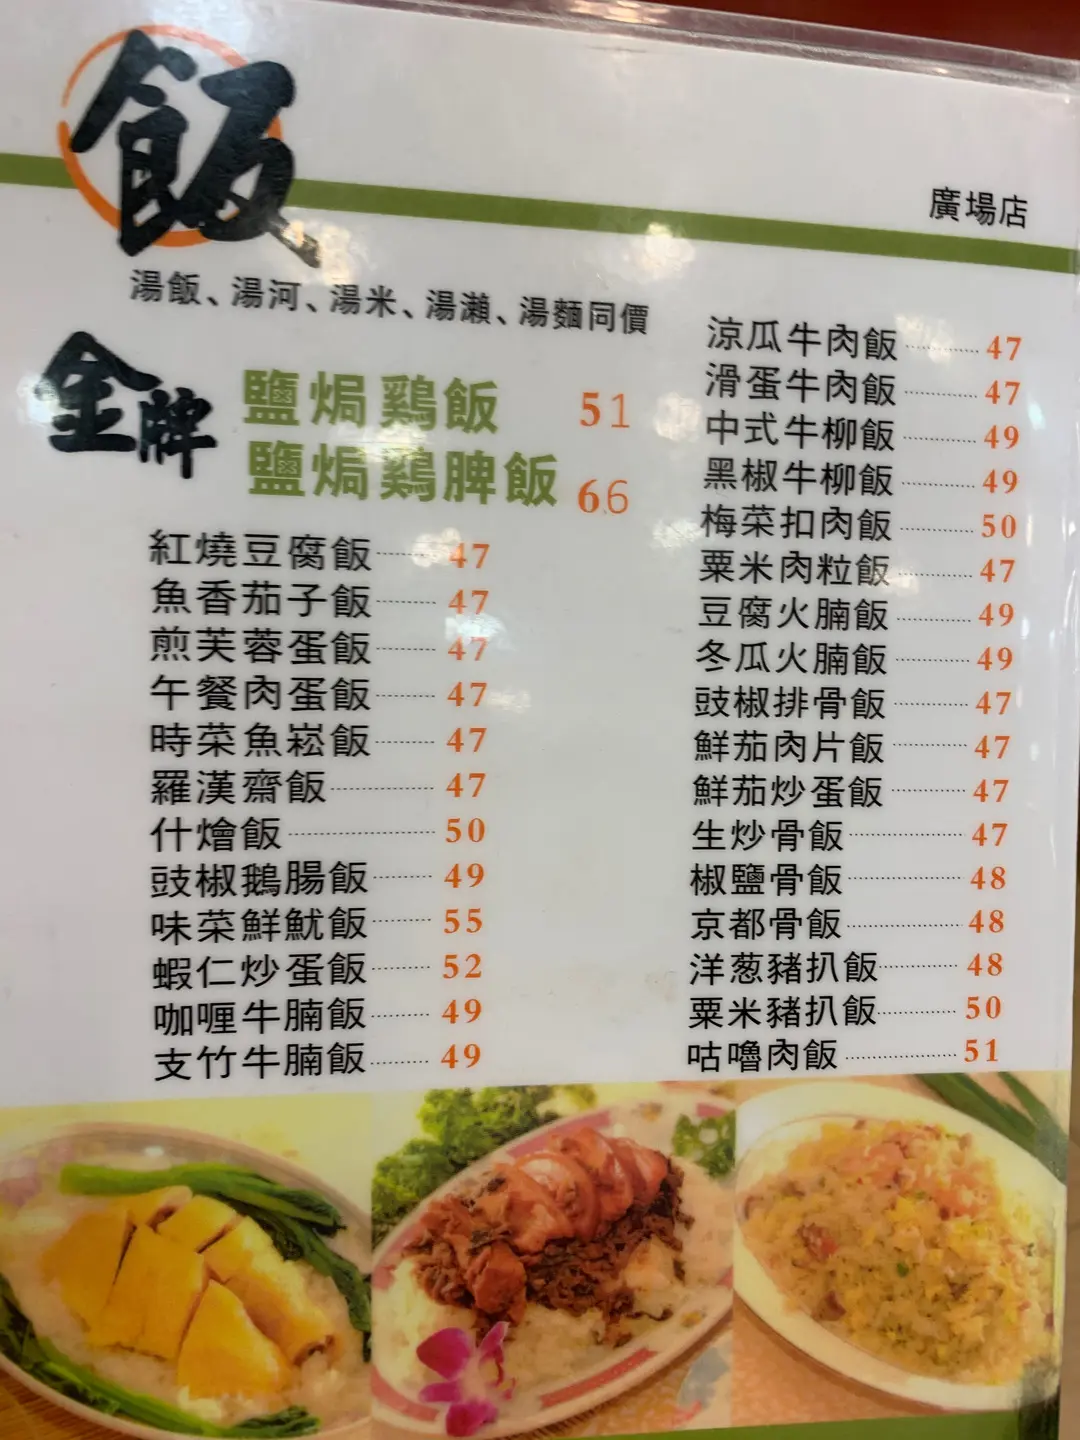 飯
廣場店
湯飯、湯河、湯米、湯瀨、湯麵同價
金牌
鹽焗鷄飯 51
鹽焗鷄脾飯 66
紅燒豆腐飯 47
魚香茄子飯 47
煎芙蓉蛋飯 47
午餐肉蛋飯 47
時菜魚崧飯 47
羅漢齋飯 47
什燴飯 50
豉椒鵝腸飯 49
味菜鮮魷飯 55
蝦仁炒蛋飯 52
咖喱牛腩飯 49
支竹牛腩飯 49
涼瓜牛肉飯 47
滑蛋牛肉飯 47
中式牛柳飯 49
黑椒牛柳飯 49
梅菜扣肉飯 50
粟米肉粒飯 47
豆腐火腩飯 49
冬瓜火腩飯 49
豉椒排骨飯 47
鮮茄肉片飯 47
鮮茄炒蛋飯 47
生炒骨飯 47
椒鹽骨飯 48
京都骨飯 48
洋葱豬扒飯 48
粟米豬扒飯 50
咕嚕肉飯 51